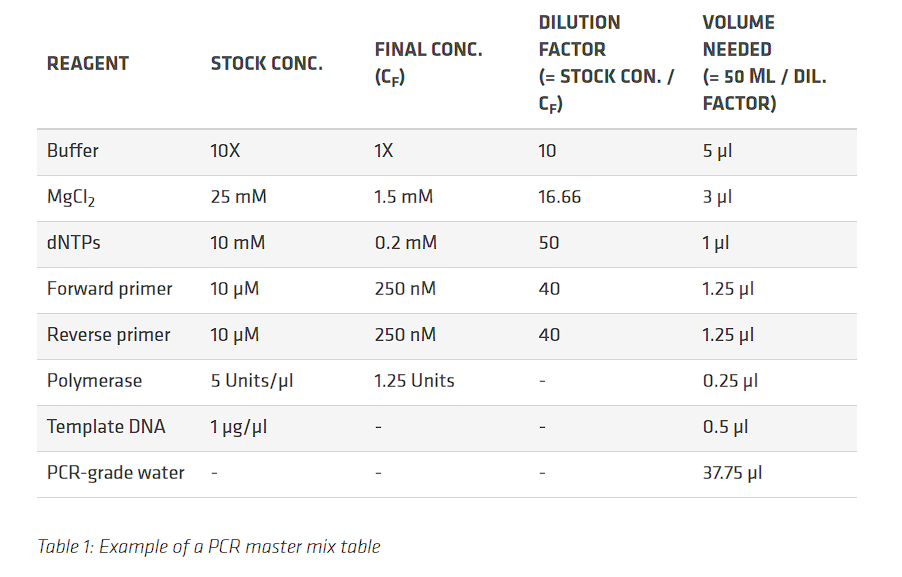 REAGENT STOCK CONC. FINAL CONC. (CF) DILUTION FACTOR (= STOCK CON. / CF) VOLUME NEEDED (= 50 ML / DIL. FACTOR)
Buffer 10X 1X 10 5 µl
MgCl₂ 25 mM 1.5 mM 16.66 3 µl
dNTPs 10 mM 0.2 mM 50 1 µl
Forward primer 10 µM 250 nM 40 1.25 µl
Reverse primer 10 µM 250 nM 40 1.25 µl
Polymerase 5 Units/µl 1.25 Units - 0.25 µl
Template DNA 1 µg/µl - - 0.5 µl
PCR-grade water - - - 37.75 µl
Table 1: Example of a PCR master mix table